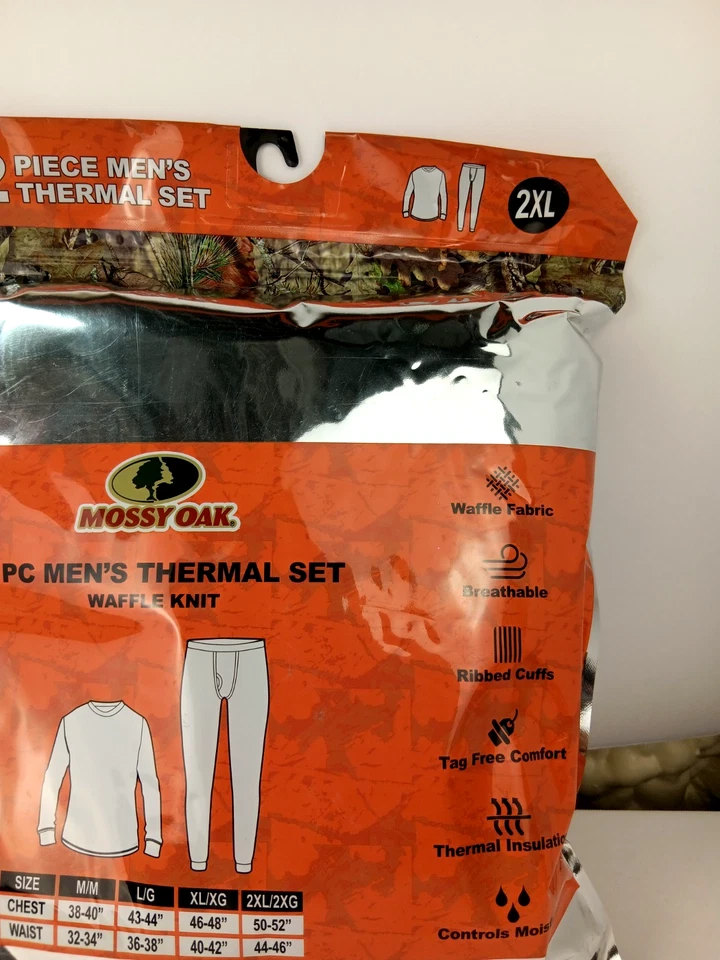 PIECE MEN'S
THERMAL SET
2XL
MOSSY OAK.
PC MEN'S THERMAL SET
WAFFLE KNIT
Waffle Fabric
Breathable
Ribbed Cuffs
Tag Free Comfort
Thermal Insulatio
Controls Mois
SIZE M/M L/G XL/XG 2XL/2XG
CHEST 38-40" 43-44" 46-48" 50-52"
WAIST 32-34" 36-38" 40-42" 44-46"